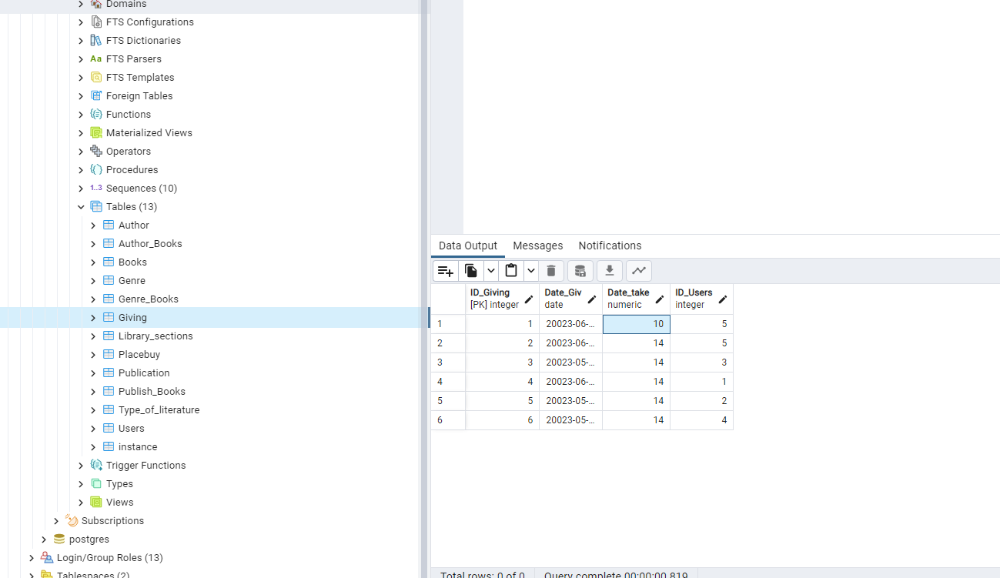 Domains
FTS Configurations
FTS Dictionaries
Aa FTS Parsers
FTS Templates
Foreign Tables
Functions
Materialized Views
Operators
Procedures
1..3 Sequences (10)
Tables (13)
Author
Author_Books
Books
Genre
Genre_Books
Giving
Library_sections
Placebuy
Publication
Publish_Books
Type_of_literature
Users
instance
Trigger Functions
Types
Views
Subscriptions
postgres
Login/Group Roles (13)
Tablespaces (2)
Data Output Messages Notifications
ID_Giving Date_Giv Date_take ID_Users
[PK] integer date numeric integer
1 1 20023-06-... 10 5
2 2 20023-06-... 14 5
3 3 20023-05-... 14 3
4 4 20023-06-... 14 1
5 5 20023-05-... 14 2
6 6 20023-05-... 14 4
Total rows: 0 of 0 Query complete 00:00:00.819